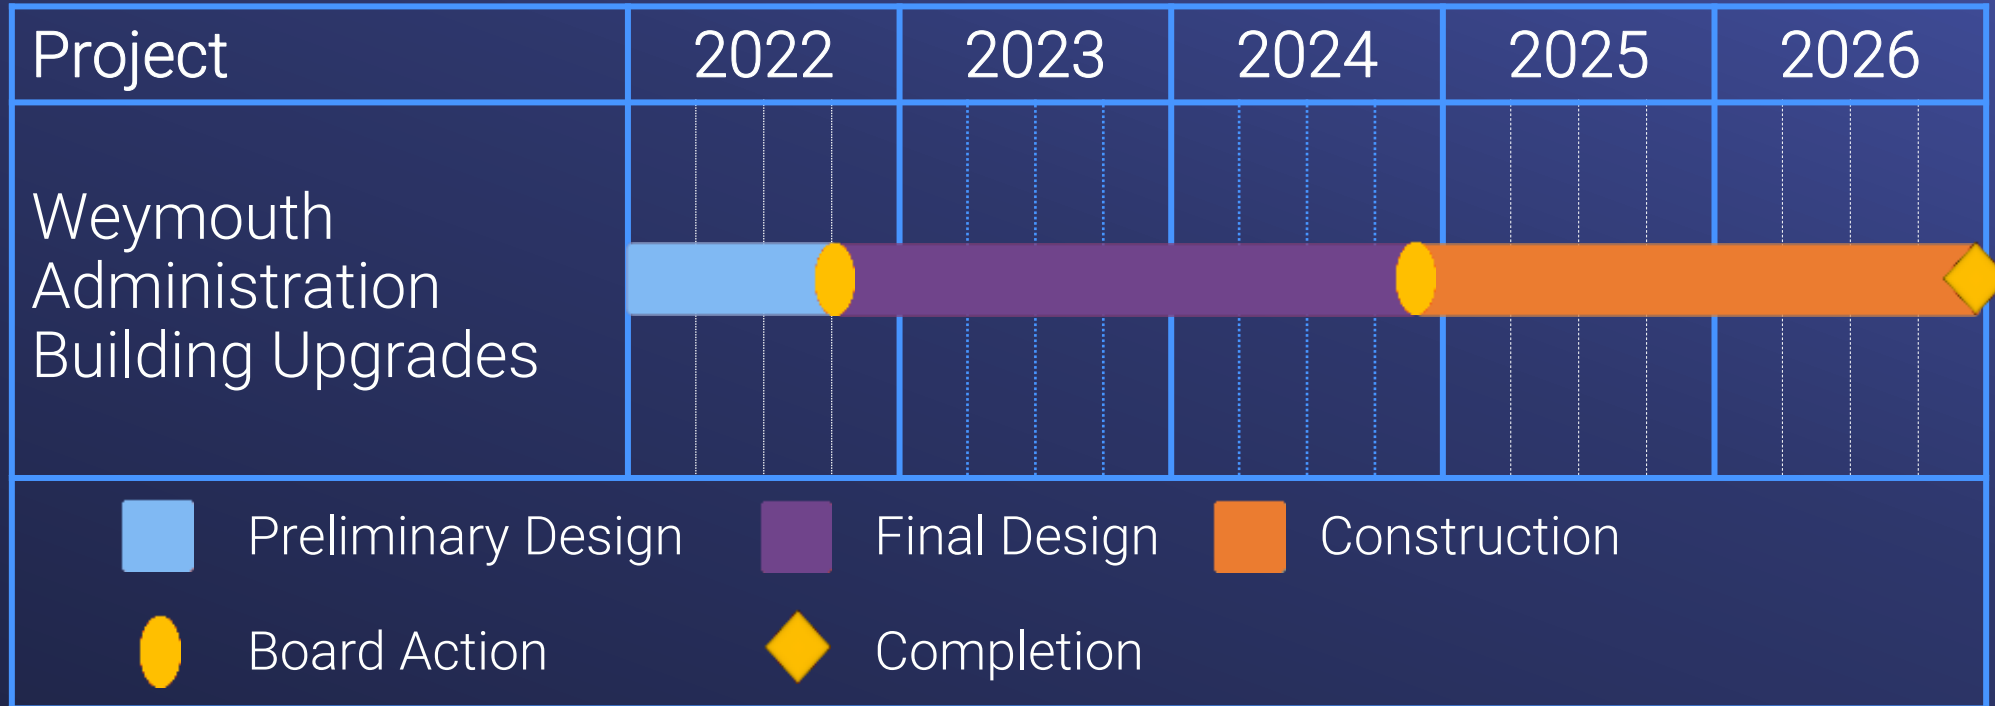 Project 2022 2023 2024 2025 2026
Weymouth
Administration
Building Upgrades
Preliminary Design Final Design Construction
Board Action Completion